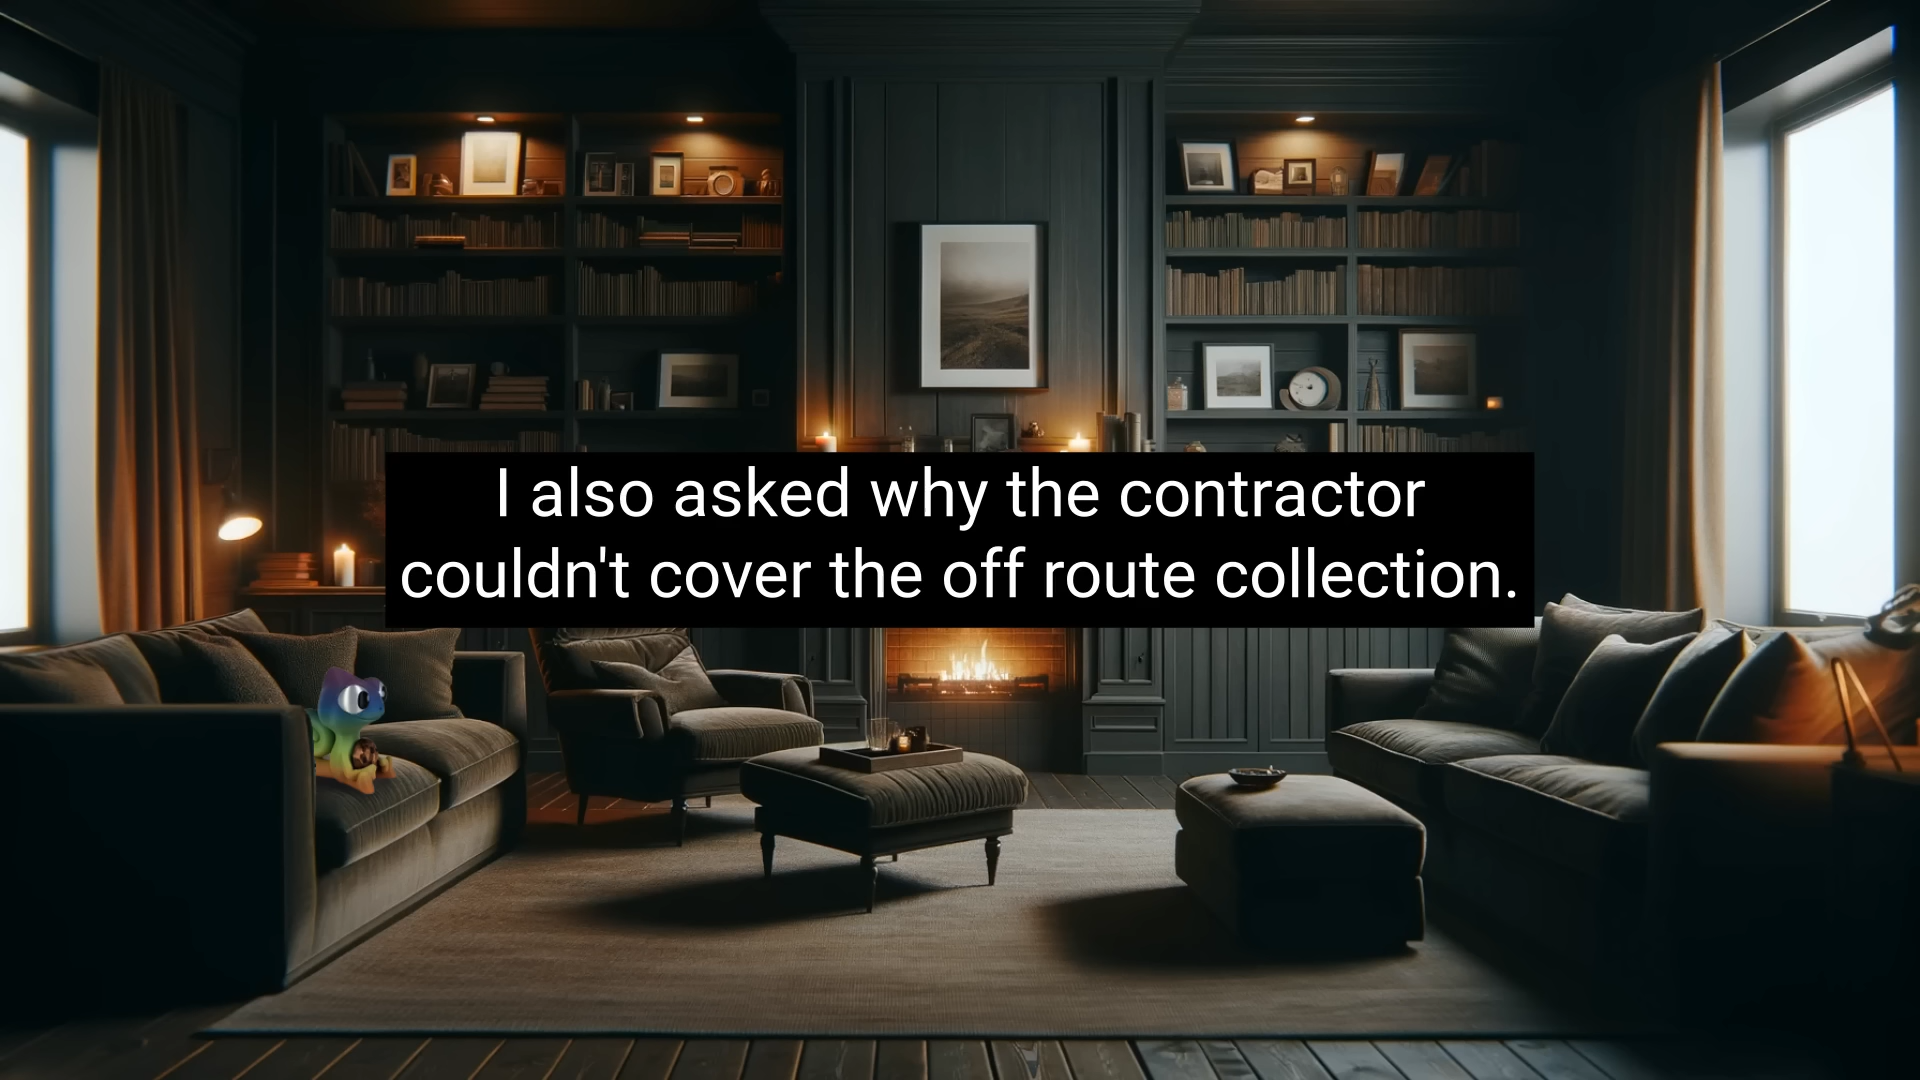 I also asked why the contractor
couldn't cover the off route collection.